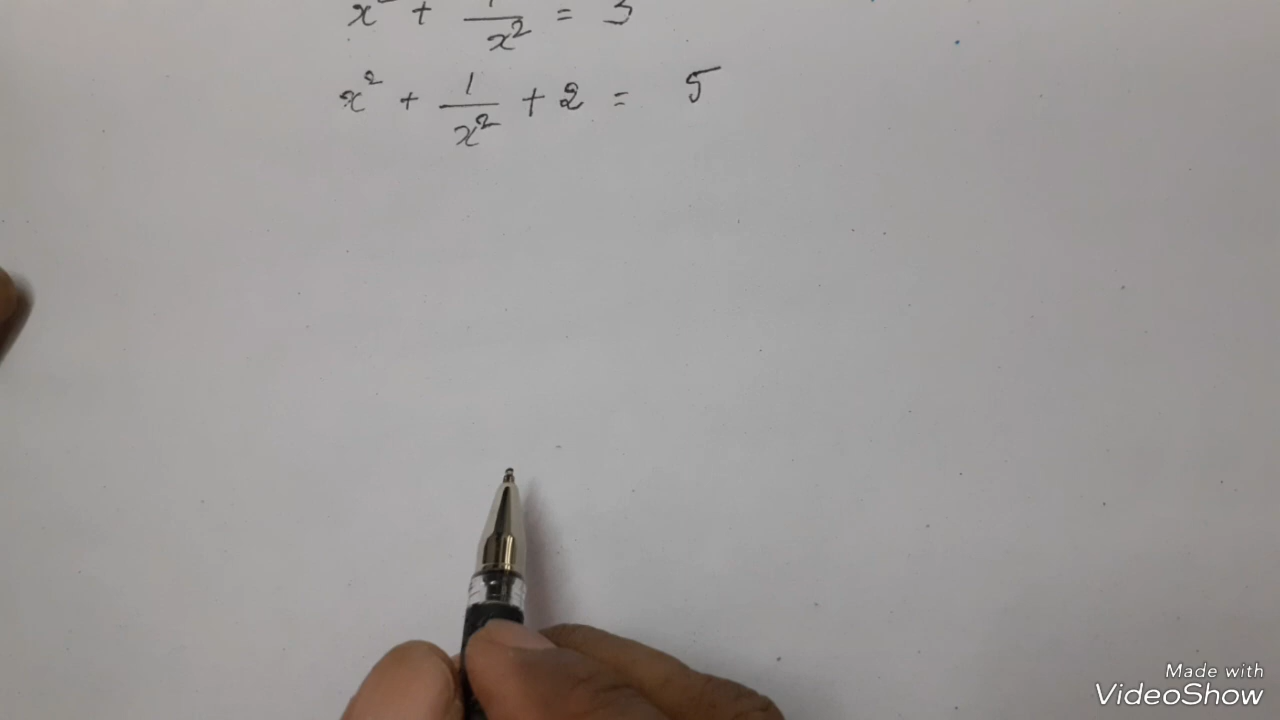 x² + 1/x² = 3
x² + 1/x² + 2 = 5
Made with
VideoShow